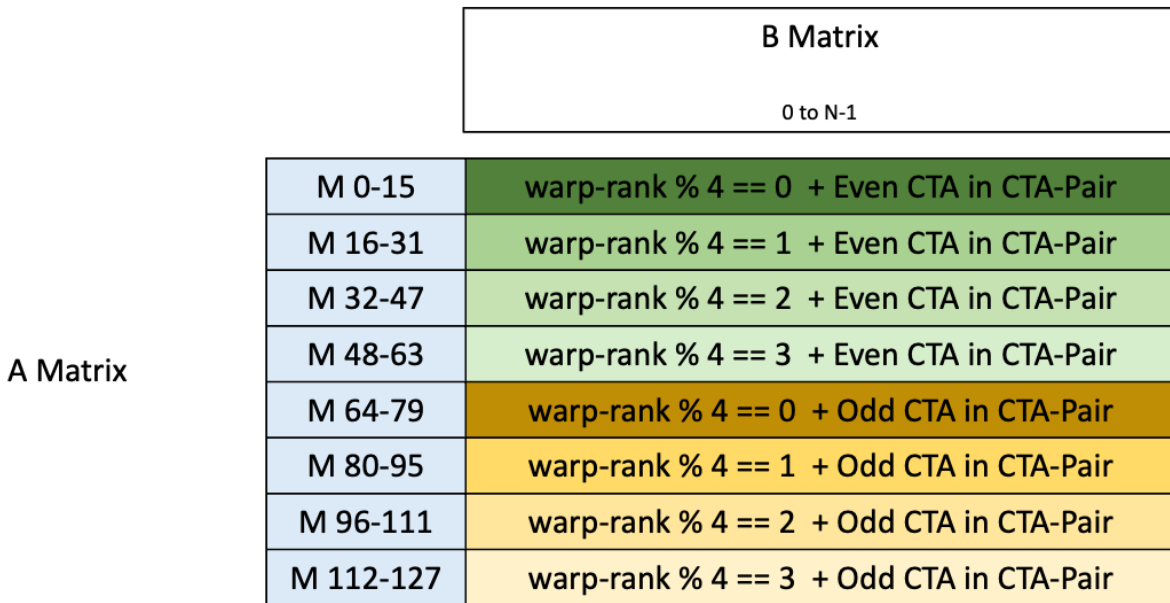 B Matrix
0 to N-1
M 0-15 warp-rank % 4 == 0 + Even CTA in CTA-Pair
M 16-31 warp-rank % 4 == 1 + Even CTA in CTA-Pair
M 32-47 warp-rank % 4 == 2 + Even CTA in CTA-Pair
M 48-63 warp-rank % 4 == 3 + Even CTA in CTA-Pair
A Matrix
M 64-79 warp-rank % 4 == 0 + Odd CTA in CTA-Pair
M 80-95 warp-rank % 4 == 1 + Odd CTA in CTA-Pair
M 96-111 warp-rank % 4 == 2 + Odd CTA in CTA-Pair
M 112-127 warp-rank % 4 == 3 + Odd CTA in CTA-Pair